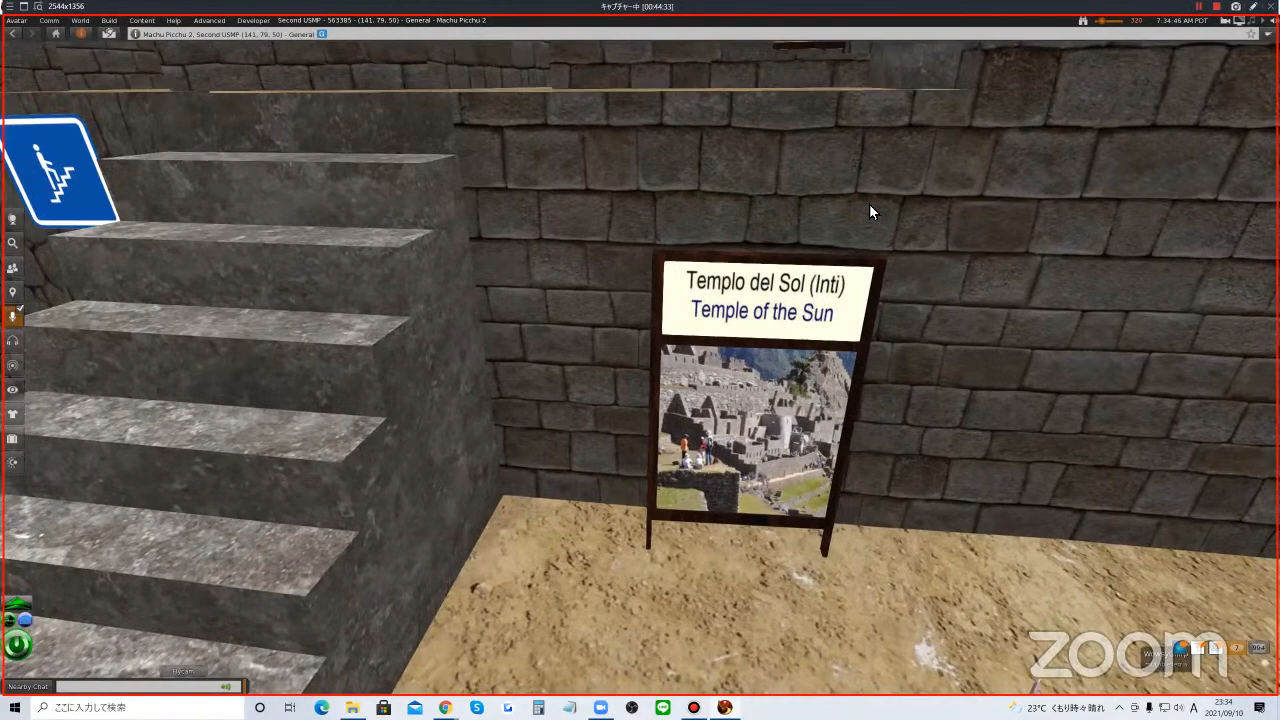 2544x1356
キャプチャー中 [00:44:33]
Avatar Comm World Build Content Help Advanced Developer Second USMP - 563385 - (141, 79, 50) - General - Machu Picchu 2
320 7:34:46 AM PDT
Machu Picchu 2, Second USMP (141, 79, 50) - General
Templo del Sol (Inti)
Temple of the Sun
zoom
Flycam
Nearby Chat
ここに入力して検索
23°C くもり時々晴れ
A
23:34
2021/09/10